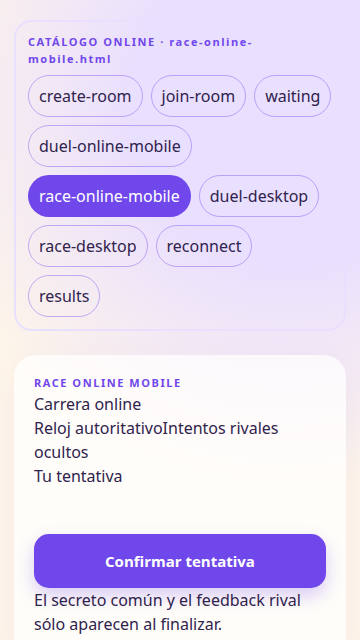 CATÁLOGO ONLINE · race-online-
mobile.html
create-room join-room waiting
duel-online-mobile
race-online-mobile duel-desktop
race-desktop reconnect
results
RACE ONLINE MOBILE
Carrera online
Reloj autoritativoIntentos rivales
ocultos
Tu tentativa
Confirmar tentativa
El secreto común y el feedback rival
sólo aparecen al finalizar.